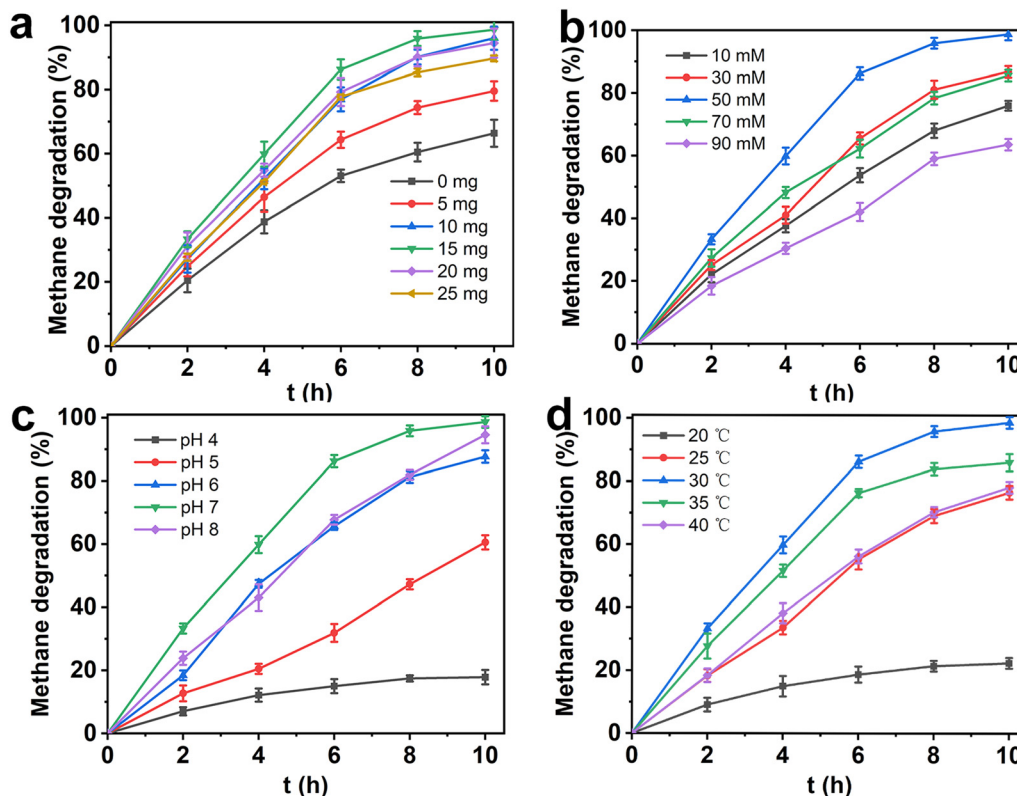 a
Methane degradation (%)
100
80
60
40
20
0
0 2 4 6 8 10
t (h)
0 mg
5 mg
10 mg
15 mg
20 mg
25 mg
b
Methane degradation (%)
100
80
60
40
20
0
0 2 4 6 8 10
t (h)
10 mM
30 mM
50 mM
70 mM
90 mM
c
Methane degradation (%)
100
80
60
40
20
0
0 2 4 6 8 10
t (h)
pH 4
pH 5
pH 6
pH 7
pH 8
d
Methane degradation (%)
100
80
60
40
20
0
0 2 4 6 8 10
t (h)
20 ℃
25 ℃
30 ℃
35 ℃
40 ℃